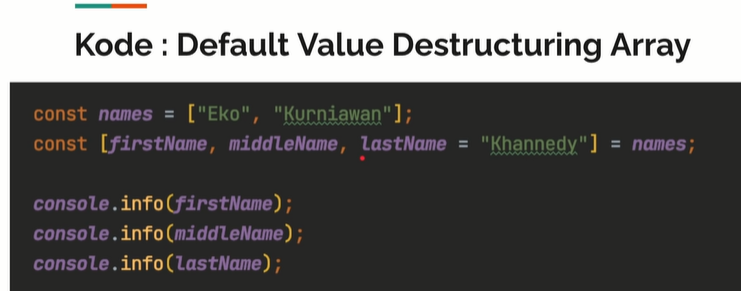 Kode : Default Value Destructuring Array
const names = ["Eko", "Kurniawan"];
const [firstName, middleName, lastName = "Khannedy"] = names;
console.info(firstName);
console.info(middleName);
console.info(lastName);